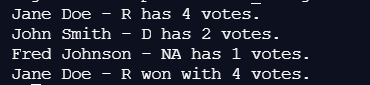 Jane Doe - R has 4 votes.
John Smith - D has 2 votes.
Fred Johnson - NA has 1 votes.
Jane Doe - R won with 4 votes.